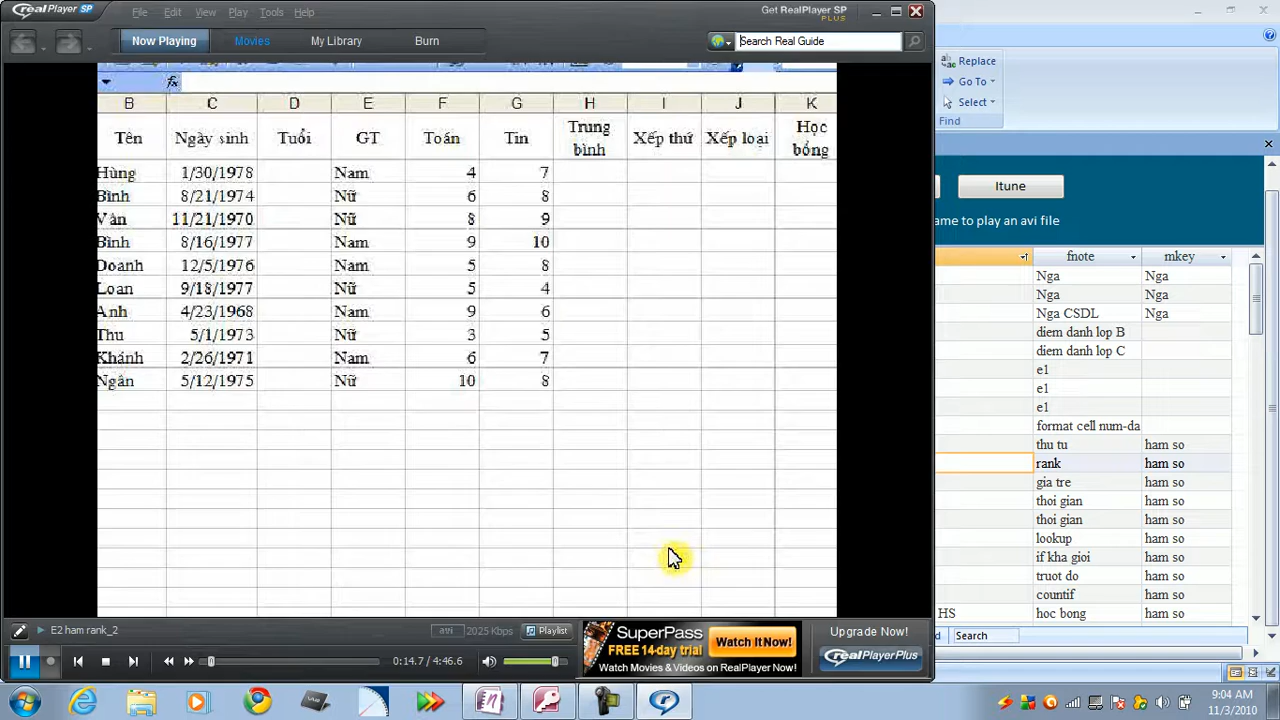 realPlayer SP
File Edit View Play Tools Help
Get RealPlayer SP
PLUS
Now Playing Movies My Library Burn
Search Real Guide
fx
B C D E F G H I J K
Tên Ngày sinh Tuổi GT Toán Tin Trung bình Xếp thứ Xếp loại Học bổng
Hùng 1/30/1978 Nam 4 7
Bình 8/21/1974 Nữ 6 8
Vân 11/21/1970 Nữ 8 9
Bình 8/16/1977 Nam 9 10
Doanh 12/5/1976 Nam 5 8
Loan 9/18/1977 Nữ 5 4
Anh 4/23/1968 Nam 9 6
Thu 5/1/1973 Nữ 3 5
Khánh 2/26/1971 Nam 6 7
Ngân 5/12/1975 Nữ 10 8
E2 ham rank_2
avi 2025 Kbps Playlist
0:14.7 / 4:46.6
SuperPass
FREE 14-day trial
Watch It Now!
Watch Movies & Videos on RealPlayer Now!
Upgrade Now!
RealPlayer Plus
Replace
Go To
Select
Find
Itune
ame to play an avi file
fnote mkey
Nga Nga
Nga Nga
Nga CSDL Nga
diem danh lop B
diem danh lop C
e1
e1
e1
format cell num-da
thu tu ham so
rank ham so
gia tre ham so
thoi gian ham so
thoi gian ham so
lookup ham so
if kha gioi ham so
truot do ham so
countif ham so
HS hoc bong ham so
d Search
9:04 AM
11/3/2010